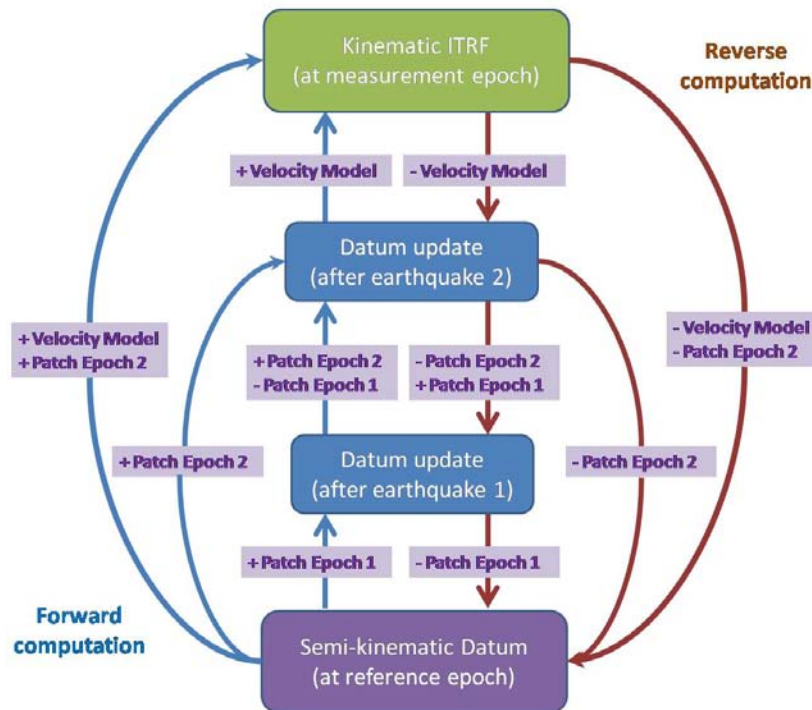 Kinematic ITRF
(at measurement epoch)
Reverse
computation
+ Velocity Model
- Velocity Model
Datum update
(after earthquake 2)
+ Velocity Model
+ Patch Epoch 2
+ Patch Epoch 2
- Patch Epoch 1
- Patch Epoch 2
+ Patch Epoch 1
- Velocity Model
- Patch Epoch 2
+ Patch Epoch 2
Datum update
(after earthquake 1)
- Patch Epoch 2
+ Patch Epoch 1
- Patch Epoch 1
Forward
computation
Semi-kinematic Datum
(at reference epoch)